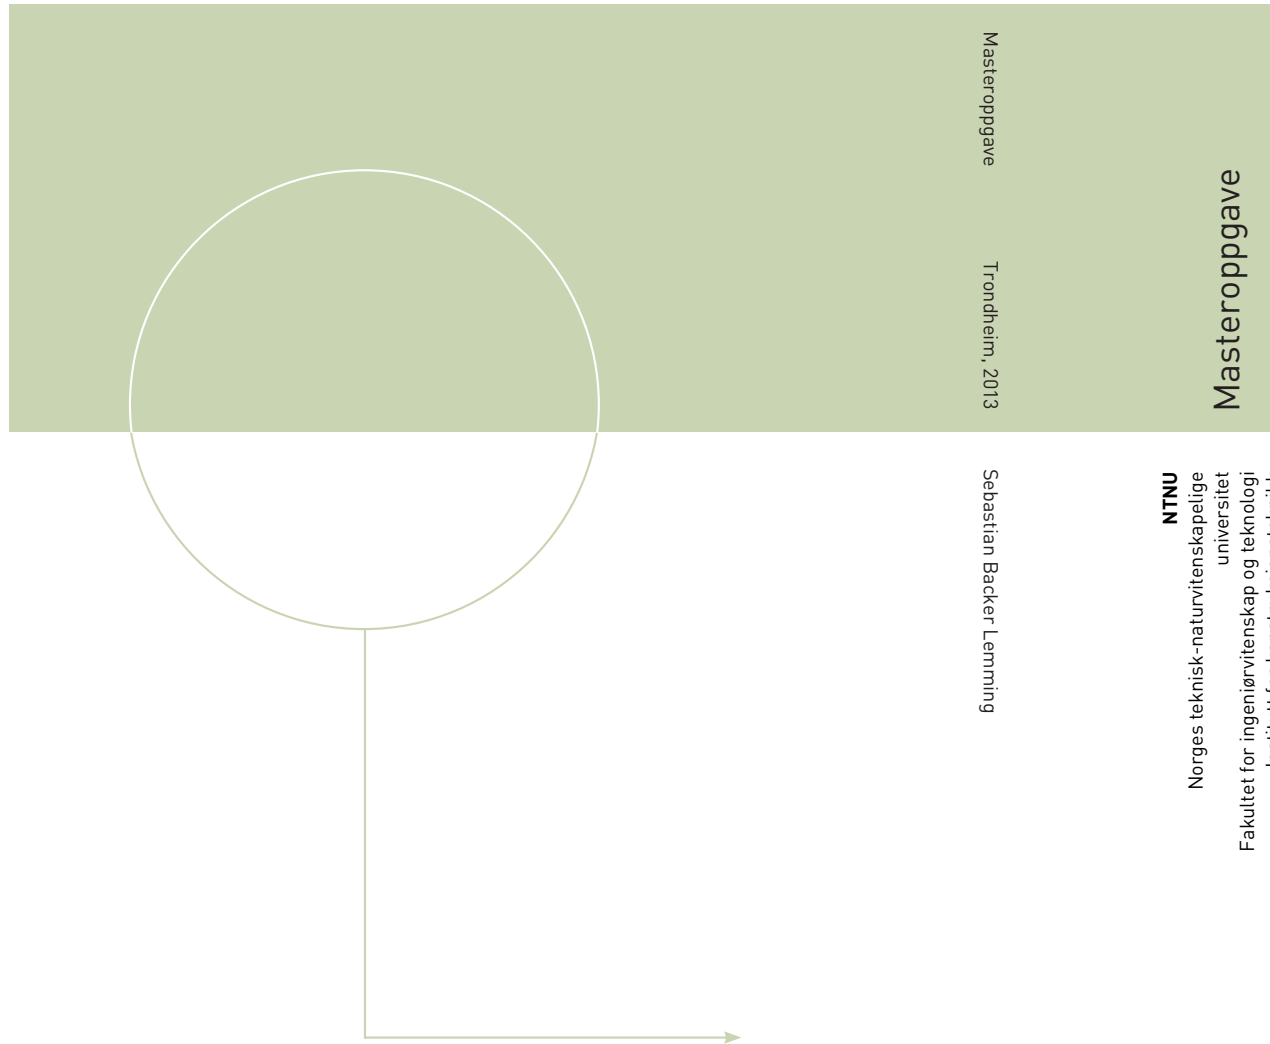 Masteroppgave
Trondheim, 2013
Sebastian Backer Lemming
Masteroppgave
NTNU
Norges teknisk-naturvitenskapelige
universitet
Fakultet for ingeniørvitenskap og teknologi